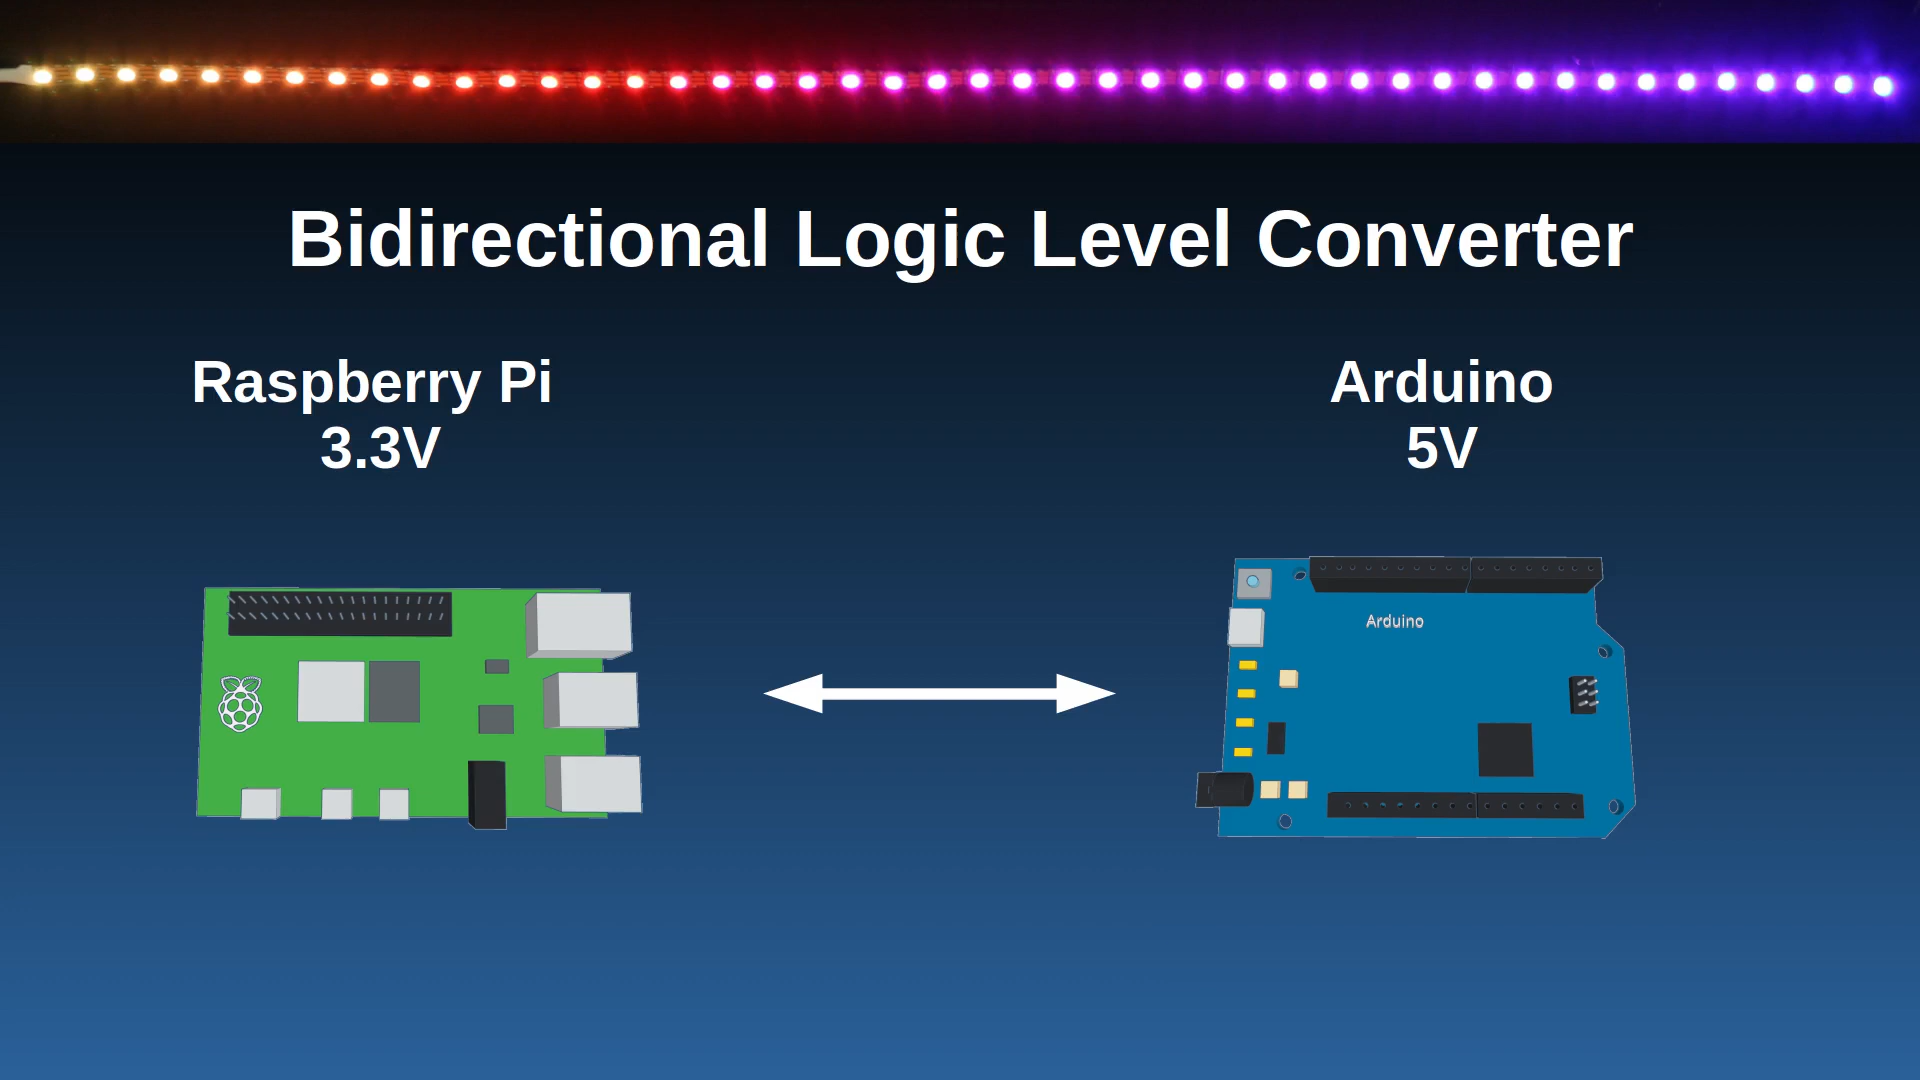 Bidirectional Logic Level Converter
Raspberry Pi
3.3V
Arduino
5V
Arduino